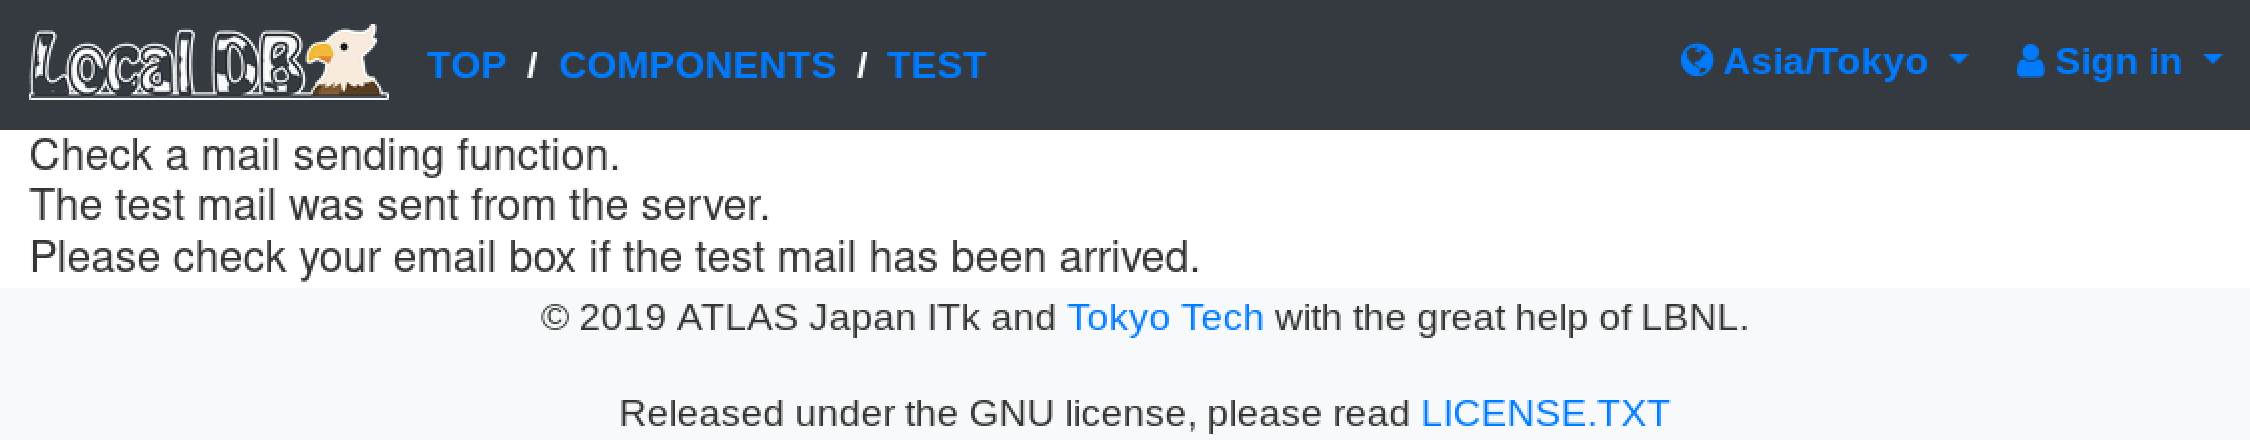 Local DB TOP / COMPONENTS / TEST Asia/Tokyo Sign in
Check a mail sending function.
The test mail was sent from the server.
Please check your email box if the test mail has been arrived.
© 2019 ATLAS Japan ITk and Tokyo Tech with the great help of LBNL.
Released under the GNU license, please read LICENSE.TXT